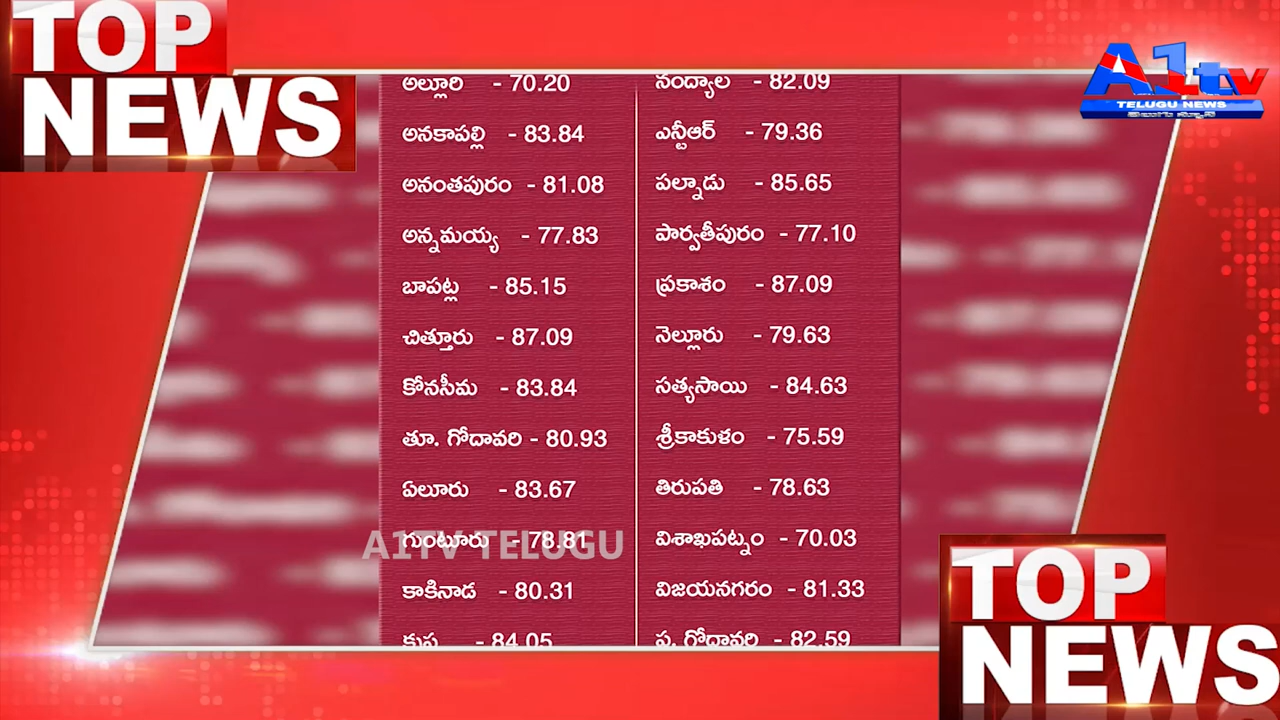 TOP
NEWS
A1tv
TELUGU NEWS
తెలుగు న్యూస్
అల్లూరి - 70.20
అనకాపల్లి - 83.84
అనంతపురం - 81.08
అన్నమయ్య - 77.83
బాపట్ల - 85.15
చిత్తూరు - 87.09
కోనసీమ - 83.84
తూ. గోదావరి - 80.93
ఏలూరు - 83.67
గుంటూరు - 78.81
కాకినాడ - 80.31
- 84.05
నంద్యాల - 82.09
ఎన్టీఆర్ - 79.36
పల్నాడు - 85.65
పార్వతీపురం - 77.10
ప్రకాశం - 87.09
నెల్లూరు - 79.63
సత్యసాయి - 84.63
శ్రీకాకుళం - 75.59
తిరుపతి - 78.63
విశాఖపట్నం - 70.03
విజయనగరం - 81.33
ప. గోదావరి - 82.59
A1TV TELUGU
TOP
NEWS